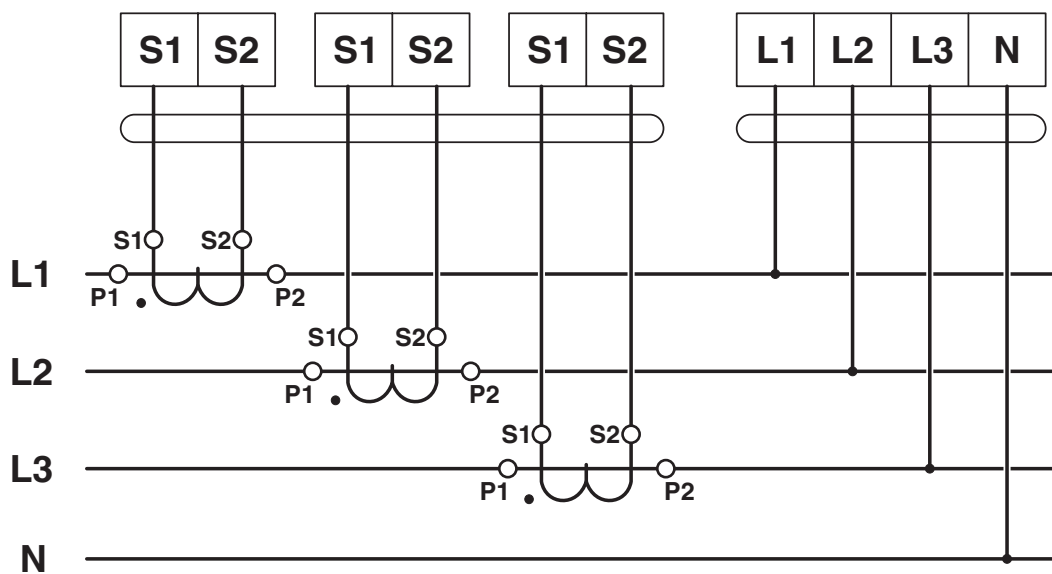 S1 S2 S1 S2 S1 S2 L1 L2 L3 N
S1 S2
L1
P1 P2
S1 S2
L2
P1 P2
S1 S2
L3
P1 P2
N